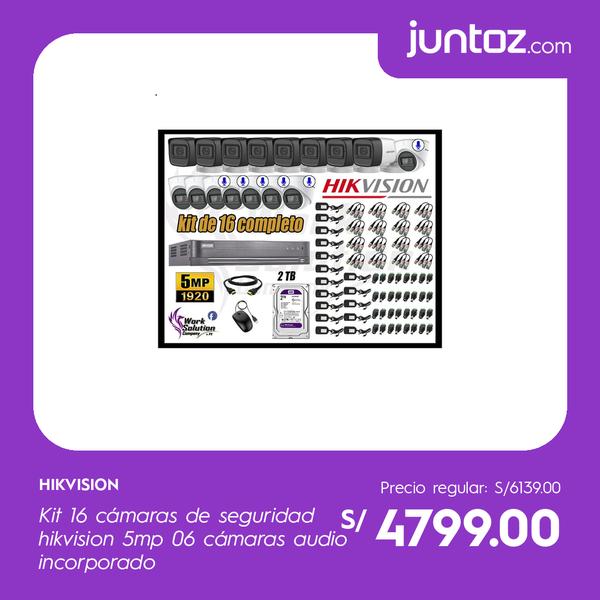 juntoz.com
HIKVISION
kit de 16 completo
5MP
1920
2 TB
Work
Solution
Company
HIKVISION
Precio regular: S/6139.00
Kit 16 cámaras de seguridad
hikvision 5mp 06 cámaras audio
incorporado
S/ 4799.00